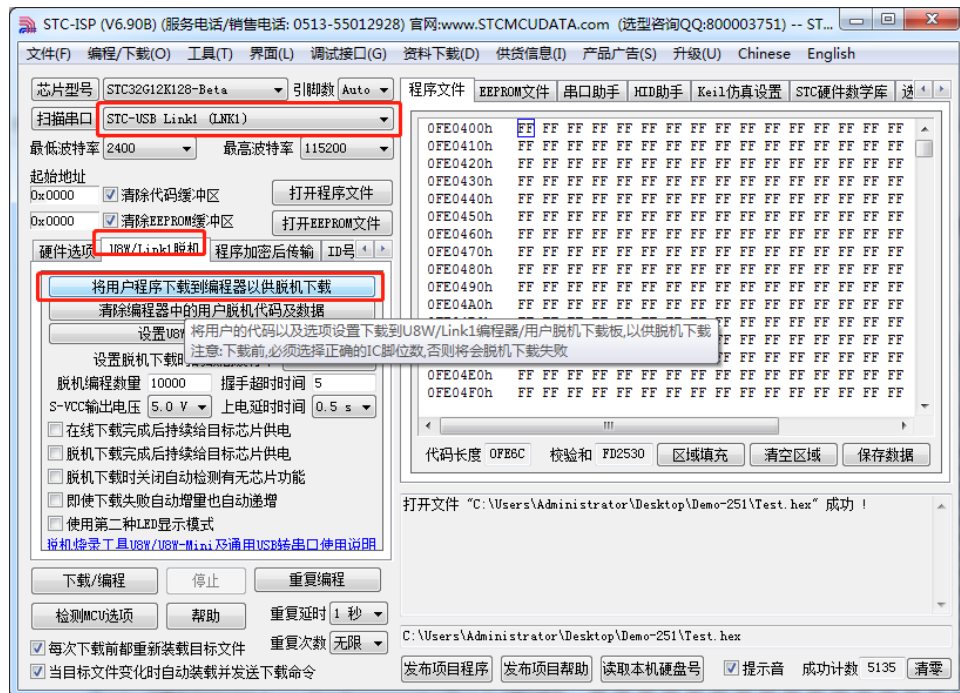 STC-ISP (V6.90B) (服务电话/销售电话: 0513-55012928) 官网:www.STCMCUDATA.com (选型咨询QQ:800003751) -- ST...
文件(F) 编程/下载(O) 工具(T) 界面(L) 调试接口(G) 资料下载(D) 供货信息(I) 产品广告(S) 升级(U) Chinese English
芯片型号 STC32G12K128-Beta 引脚数 Auto
扫描串口 STC-USB Link1 (LNK1)
最低波特率 2400 最高波特率 115200
起始地址
0x0000 清除代码缓冲区 打开程序文件
0x0000 清除EEPROM缓冲区 打开EEPROM文件
硬件选项 U8W/Link1脱机 程序加密后传输 ID号
将用户程序下载到编程器以供脱机下载
清除编程器中的用户脱机代码及数据
设置U8W
设置脱机下载时
脱机编程数量 10000 握手超时时间 5
S-VCC输出电压 5.0 V 上电延时时间 0.5 s
在线下载完成后持续给目标芯片供电
脱机下载完成后持续给目标芯片供电
脱机下载时关闭自动检测有无芯片功能
即使下载失败自动增量也自动递增
使用第二种LED显示模式
脱机烧录工具U8W/U8W-Mini及通用USB转串口使用说明
下载/编程 停止 重复编程
检测MCU选项 帮助 重复延时 1 秒
每次下载前都重新装载目标文件 重复次数 无限
当目标文件变化时自动装载并发送下载命令
程序文件 EEPROM文件 串口助手 HID助手 Keil仿真设置 STC硬件数学库
0FE0400h FF FF FF FF FF FF FF FF FF FF FF FF FF FF FF FF
0FE0410h FF FF FF FF FF FF FF FF FF FF FF FF FF FF FF FF
0FE0420h FF FF FF FF FF FF FF FF FF FF FF FF FF FF FF FF
0FE0430h FF FF FF FF FF FF FF FF FF FF FF FF FF FF FF FF
0FE0440h FF FF FF FF FF FF FF FF FF FF FF FF FF FF FF FF
0FE0450h FF FF FF FF FF FF FF FF FF FF FF FF FF FF FF FF
0FE0460h FF FF FF FF FF FF FF FF FF FF FF FF FF FF FF FF
0FE0470h FF FF FF FF FF FF FF FF FF FF FF FF FF FF FF FF
0FE0480h FF FF FF FF FF FF FF FF FF FF FF FF FF FF FF FF
0FE0490h FF FF FF FF FF FF FF FF FF FF FF FF FF FF FF FF
0FE04A0h FF FF FF FF FF FF FF FF FF FF FF FF FF FF FF FF
将用户的代码以及选项设置下载到U8W/Link1编程器/用户脱机下载板,以供脱机下载
注意:下载前,必须选择正确的IC脚位数,否则将会脱机下载失败
0FE04E0h FF FF FF FF FF FF FF FF FF FF FF FF FF FF FF FF
0FE04F0h FF FF FF FF FF FF FF FF FF FF FF FF FF FF FF FF
代码长度 0FE6C 校验和 FD2530 区域填充 清空区域 保存数据
打开文件 "C:\Users\Administrator\Desktop\Demo-251\Test.hex" 成功 !
C:\Users\Administrator\Desktop\Demo-251\Test.hex
发布项目程序 发布项目帮助 读取本机硬盘号 提示音 成功计数 5135 清零